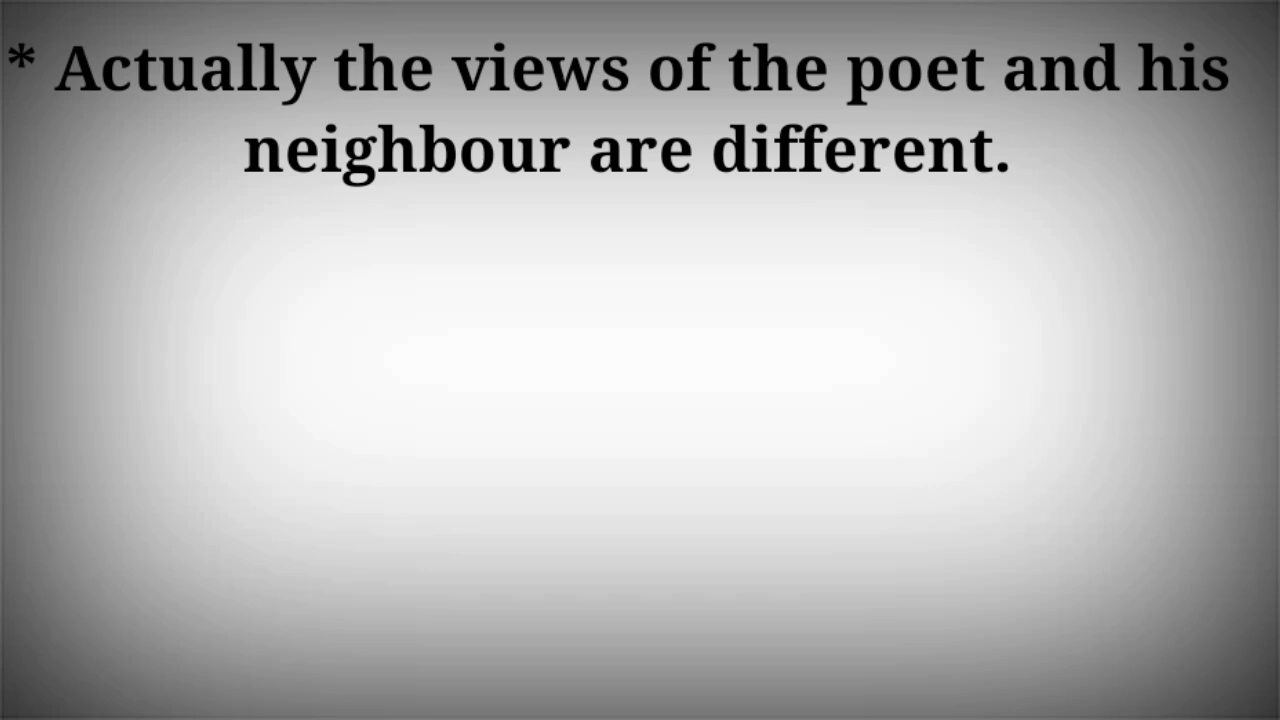 * Actually the views of the poet and his
neighbour are different.